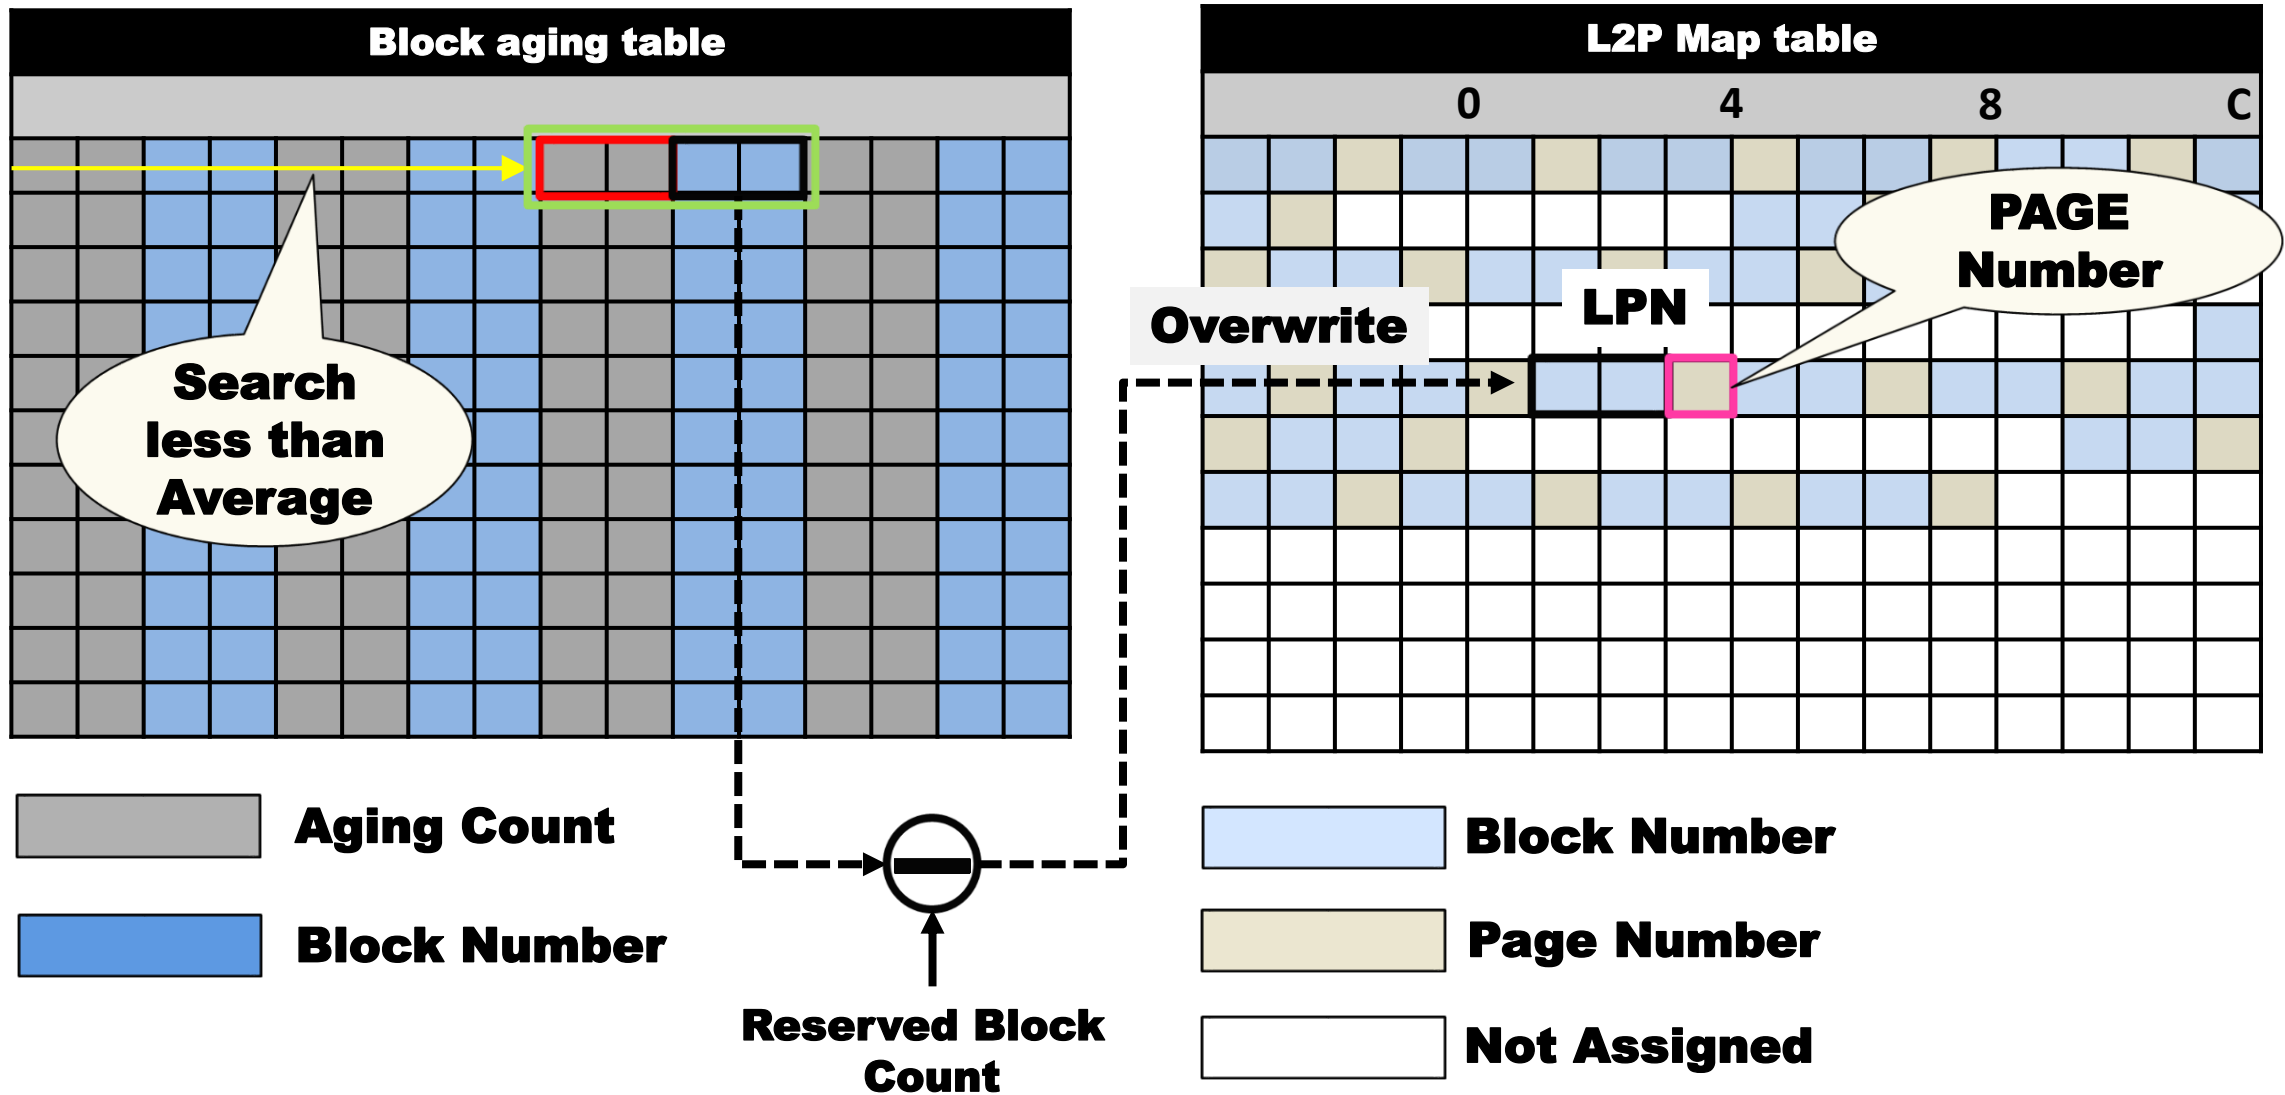 Block aging table
L2P Map table
0 4 8 C
PAGE
Number
LPN
Overwrite
Search
less than
Average
Aging Count
Block Number
Reserved Block
Count
Block Number
Page Number
Not Assigned